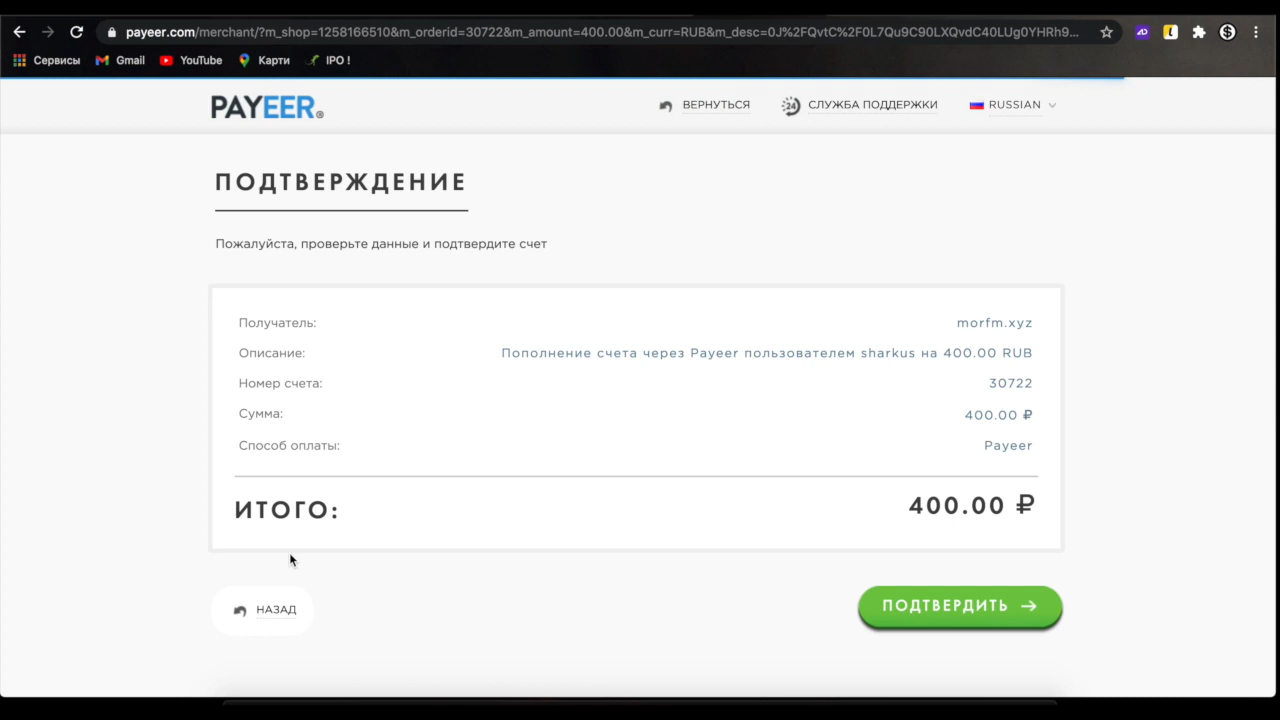 payeer.com/merchant/?m_shop=1258166510&m_orderid=30722&m_amount=400.00&m_curr=RUB&m_desc=0J%2FQvtC%2F0L7Qu9C90LXQvdC40LUg0YHRh9...
Сервисы Gmail YouTube Карти IPO !
PAYEER® ВЕРНУТЬСЯ 24 СЛУЖБА ПОДДЕРЖКИ RUSSIAN
ПОДТВЕРЖДЕНИЕ
Пожалуйста, проверьте данные и подтвердите счет
Получатель: morfm.xyz
Описание: Пополнение счета через Payeer пользователем sharkus на 400.00 RUB
Номер счета: 30722
Сумма: 400.00 ₽
Способ оплаты: Payeer
ИТОГО: 400.00 ₽
НАЗАД ПОДТВЕРДИТЬ →